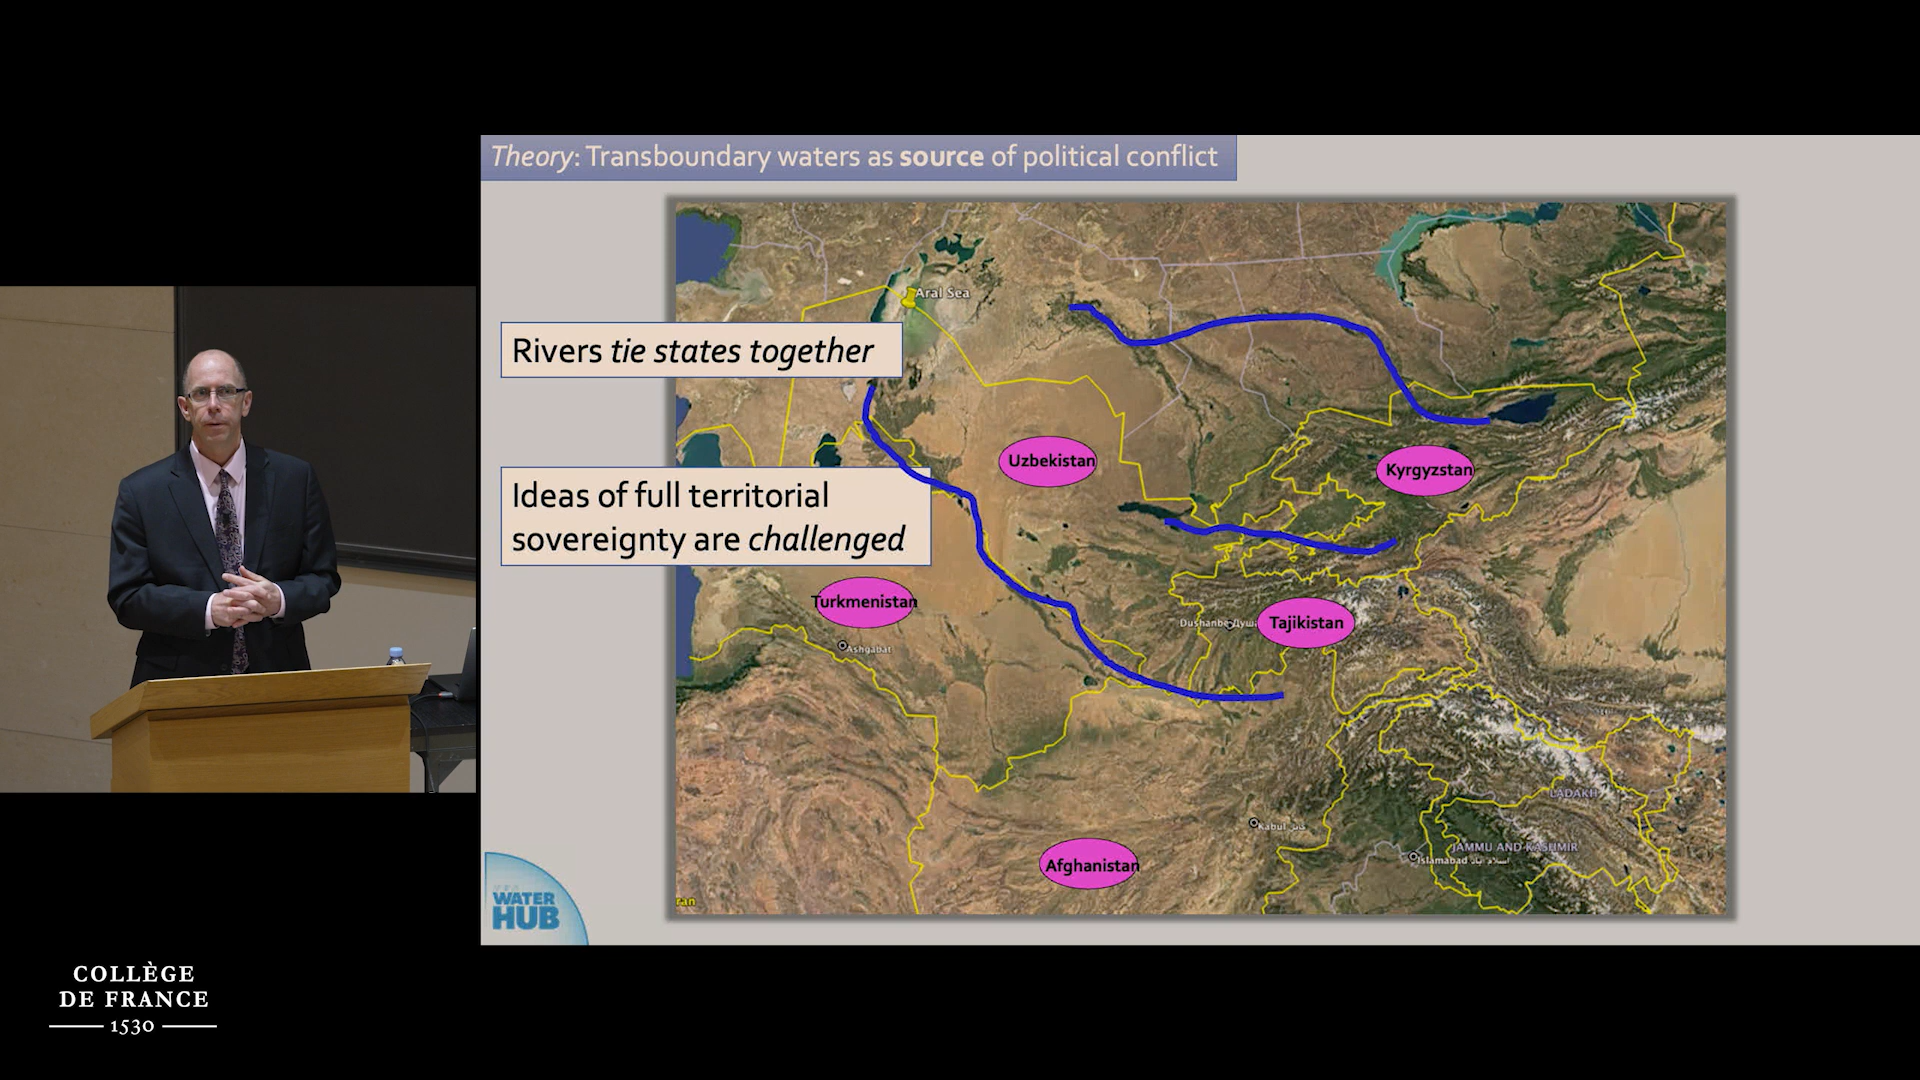 Theory: Transboundary waters as source of political conflict
Aral Sea
Rivers tie states together
Uzbekistan
Kyrgyzstan
Ideas of full territorial
sovereignty are challenged
Turkmenistan
Dushanbe
Tajikistan
Ashgabat
LADAKH
Kabul
JAMMU AND KASHMIR
Islamabad
Afghanistan
ran
WATER
HUB
COLLÈGE
DE FRANCE
1530